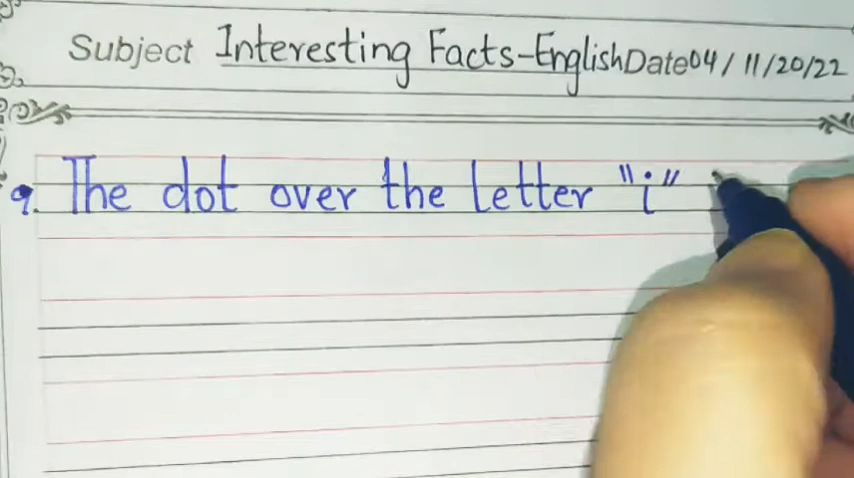 Subject Interesting Facts-English Date 04/11/20/22
9. The dot over the letter "i"